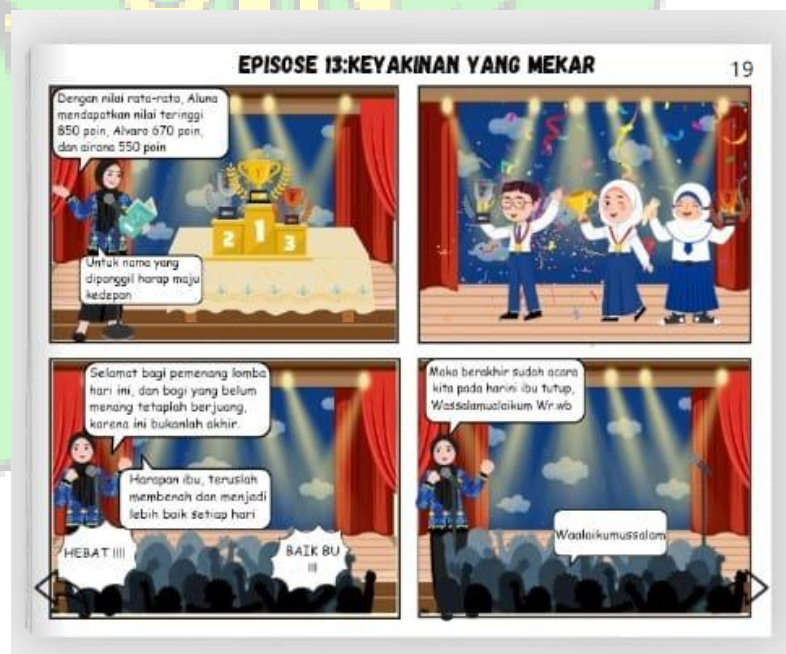 EPISOSE 13:KEYAKINAN YANG MEKAR
19
Dengan nilai rata-rata, Aluna
mendapatkan nilai teringgi
850 poin, Alvaro 670 poin,
dan airana 550 poin
2
1
3
Untuk nama yang
dipanggil harap maju
kedepan
Selamat bagi pemenang lomba
hari ini, dan bagi yang belum
menang tetaplah berjuang,
karena ini bukanlah akhir.
Harapan ibu, teruslah
membenah dan menjadi
lebih baik setiap hari
HEBAT !!!!
BAIK BU
!!!
Maka berakhir sudah acara
kita pada harini ibu tutup,
Wassalamualaikum Wr.wb
Waalaikumussalam